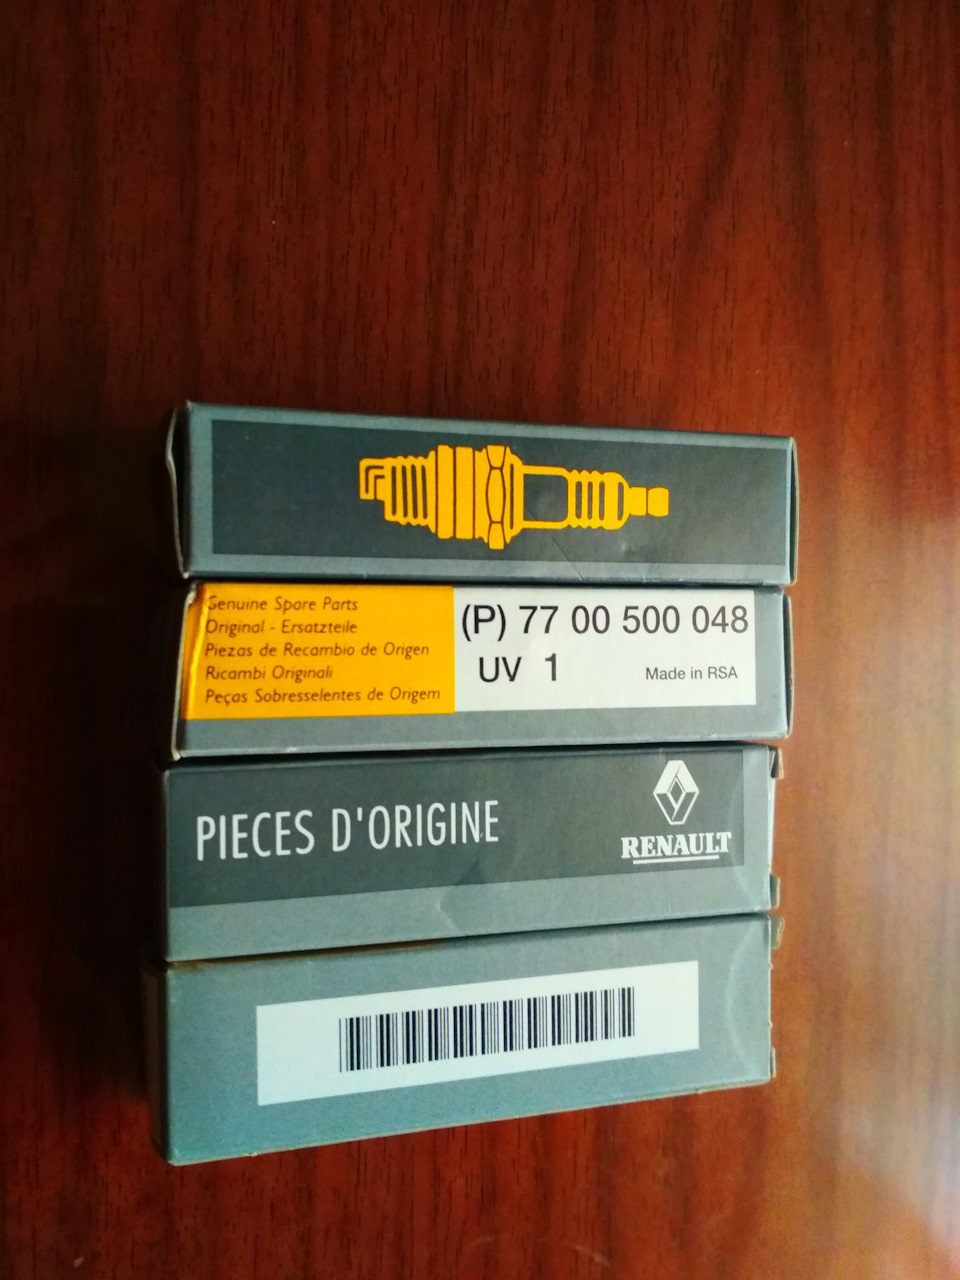 Genuine Spare Parts
Original - Ersatzteile
Piezas de Recambio de Origen
Ricambi Originali
Peças Sobresselentes de Origem
(P) 77 00 500 048
UV 1
Made in RSA
PIECES D'ORIGINE
RENAULT